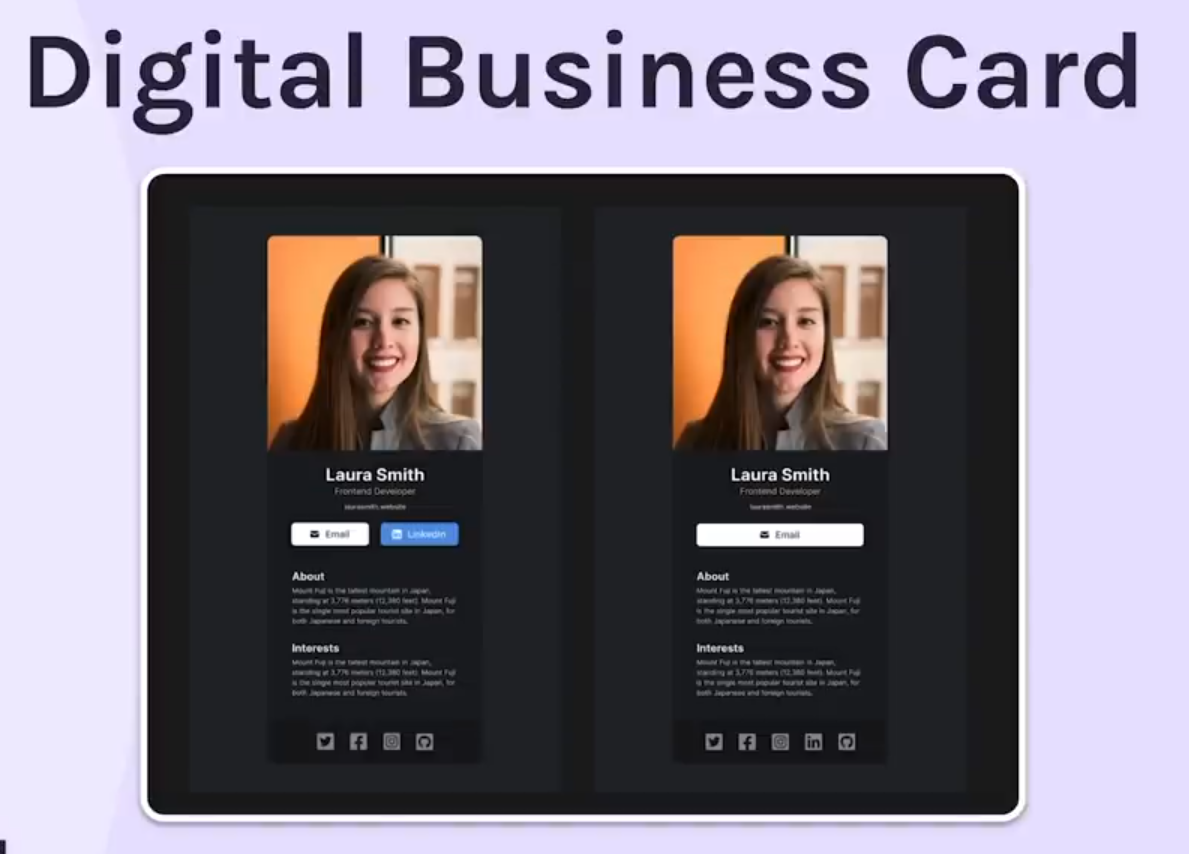 Digital Business Card
Laura Smith
Frontend Developer
laurasmith.website
Email
LinkedIn
About
Mount Fuji is the tallest mountain in Japan,
standing at 3,776 meters (12,380 feet). Mount Fuji
is the single most popular tourist site in Japan, for
both Japanese and foreign tourists.
Interests
Mount Fuji is the tallest mountain in Japan,
standing at 3,776 meters (12,380 feet). Mount Fuji
is the single most popular tourist site in Japan, for
both Japanese and foreign tourists.
Laura Smith
Frontend Developer
laurasmith.website
Email
About
Mount Fuji is the tallest mountain in Japan,
standing at 3,776 meters (12,380 feet). Mount Fuji
is the single most popular tourist site in Japan, for
both Japanese and foreign tourists.
Interests
Mount Fuji is the tallest mountain in Japan,
standing at 3,776 meters (12,380 feet). Mount Fuji
is the single most popular tourist site in Japan, for
both Japanese and foreign tourists.